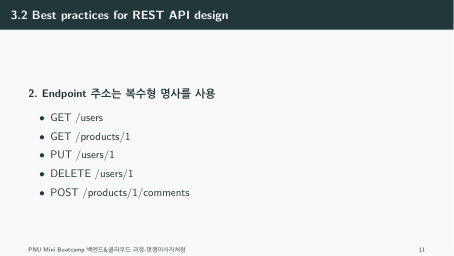 3.2 Best practices for REST API design
2. Endpoint 주소는 복수형 명사를 사용
• GET /users
• GET /products/1
• PUT /users/1
• DELETE /users/1
• POST /products/1/comments
PNU Mini Bootcamp 백엔드&클라우드 과정-멋쟁이사자처럼
11